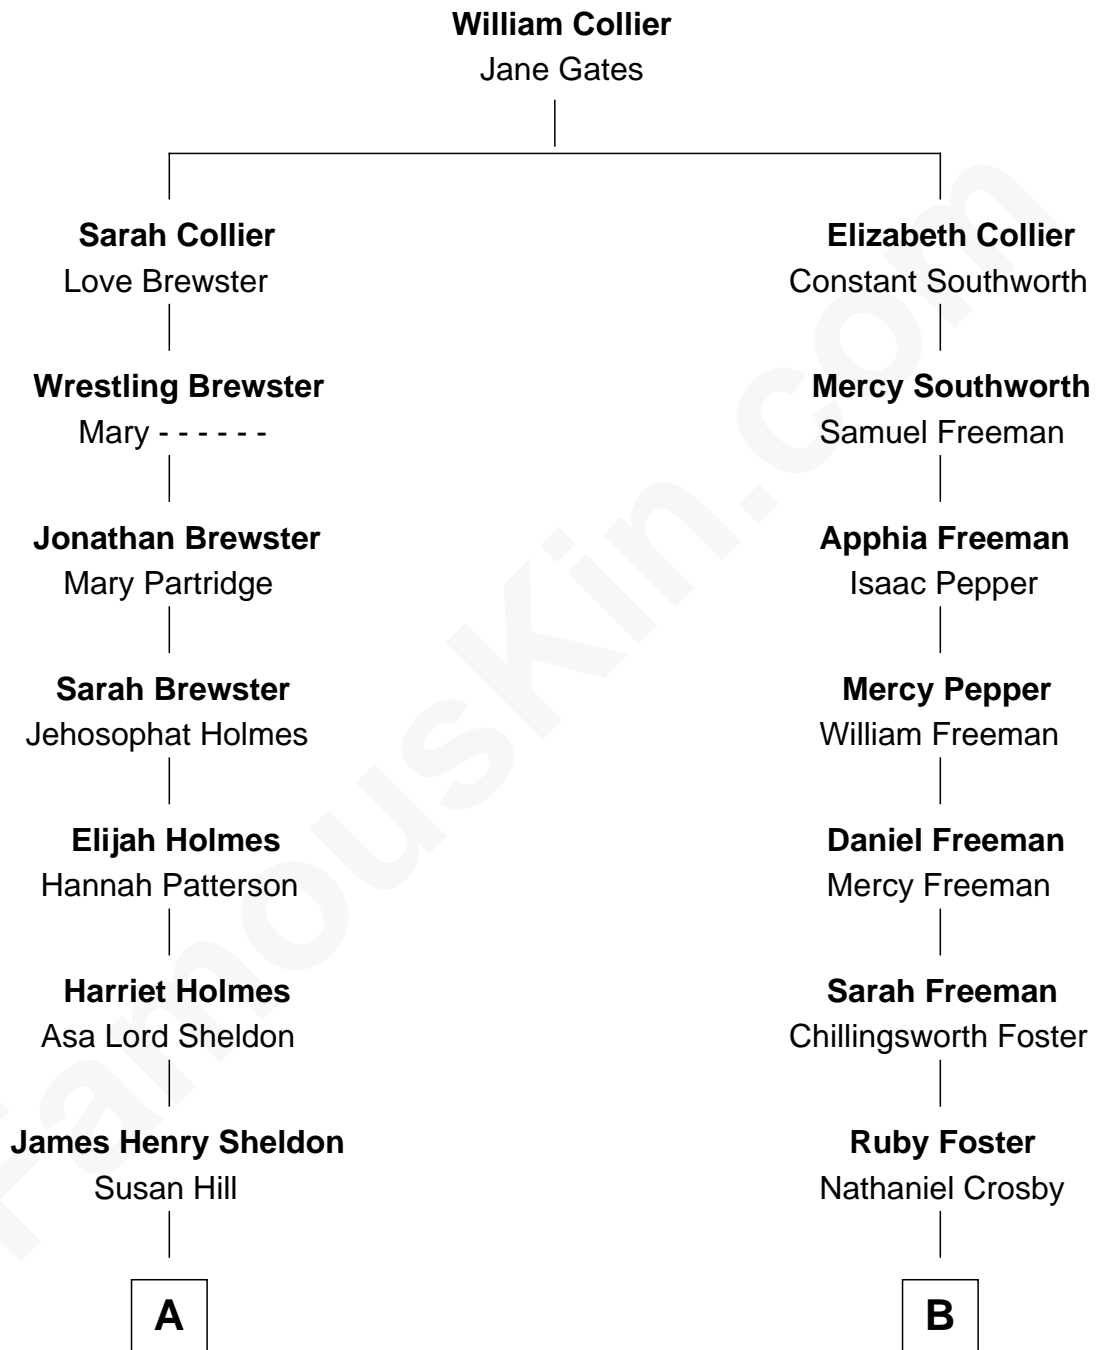 William Collier
Jane Gates
Sarah Collier
Love Brewster
Elizabeth Collier
Constant Southworth
Wrestling Brewster
Mary - - - - - -
Mercy Southworth
Samuel Freeman
Jonathan Brewster
Mary Partridge
Apphia Freeman
Isaac Pepper
Sarah Brewster
Jehosophat Holmes
Mercy Pepper
William Freeman
Elijah Holmes
Hannah Patterson
Daniel Freeman
Mercy Freeman
Harriet Holmes
Asa Lord Sheldon
Sarah Freeman
Chillingsworth Foster
James Henry Sheldon
Susan Hill
Ruby Foster
Nathaniel Crosby
A
B
FamousKin.com